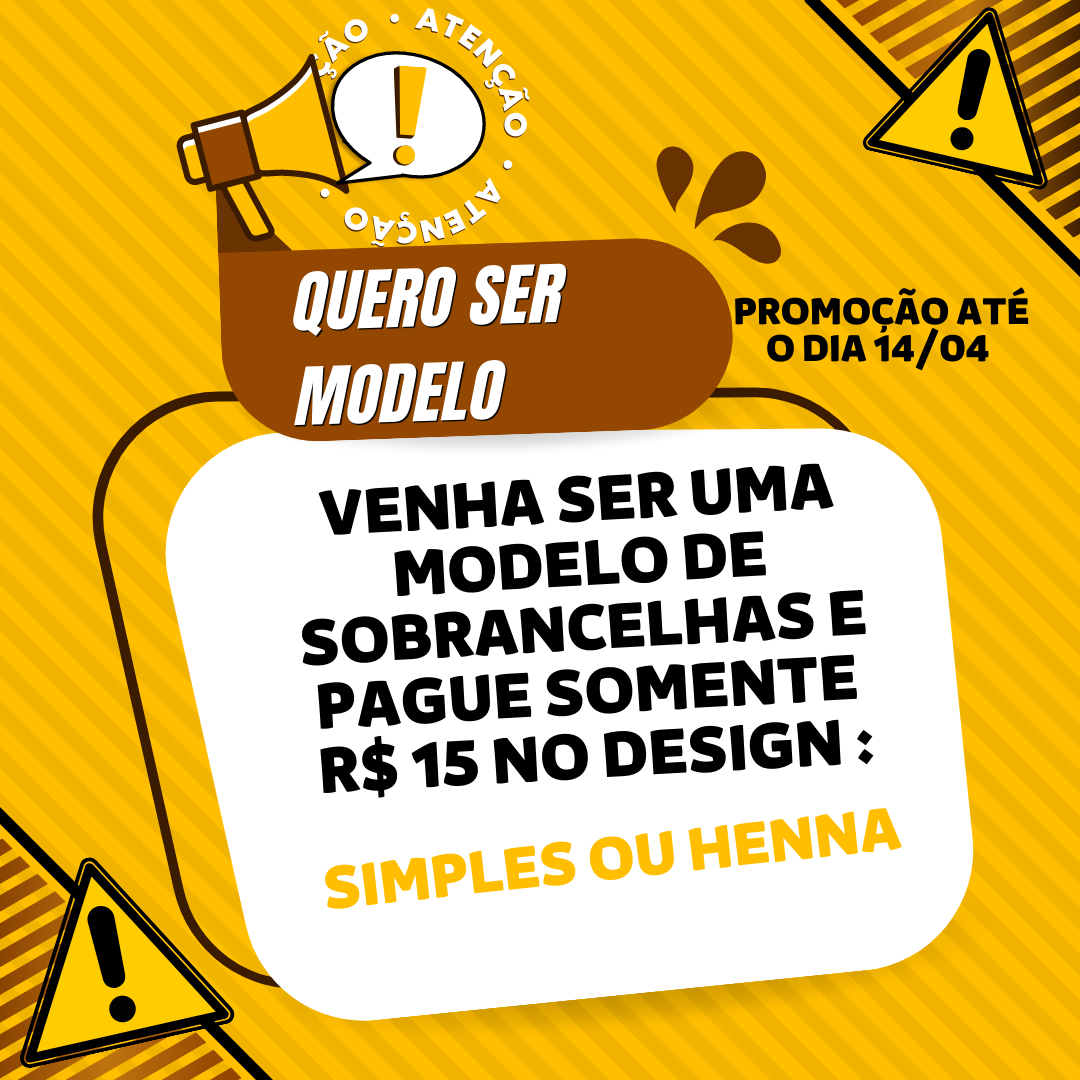 ATENÇÃO • ATENÇÃO •
ÇÃO •
!
QUERO SER
MODELO
PROMOÇÃO ATÉ
O DIA 14/04
VENHA SER UMA
MODELO DE
SOBRANCELHAS E
PAGUE SOMENTE
R$ 15 NO DESIGN :
SIMPLES OU HENNA